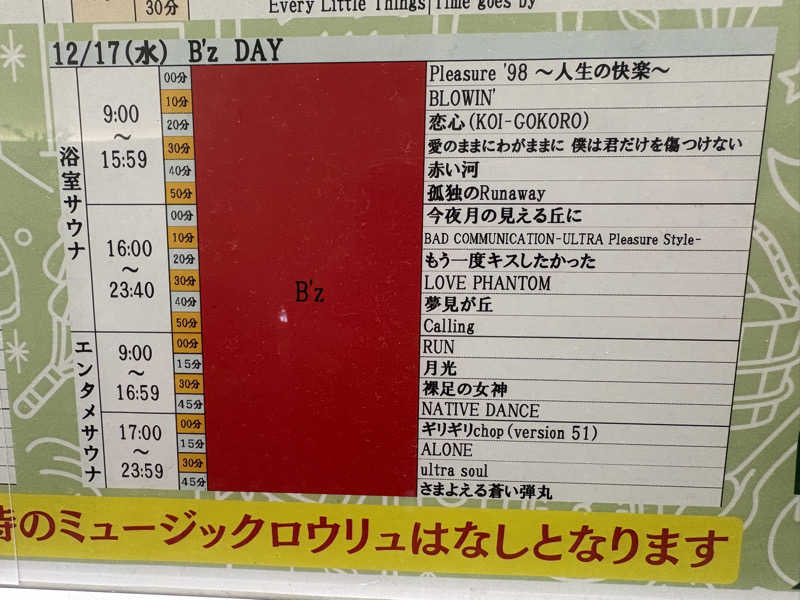 30分 Every Little Things Time goes by
12/17(水) B'z DAY
浴室サウナ
9:00
～
15:59
00分 Pleasure '98 ～人生の快楽～
10分 BLOWIN'
20分 恋心(KOI-GOKORO)
30分 愛のままにわがままに 僕は君だけを傷つけない
40分 赤い河
50分 孤独のRunaway
16:00
～
23:40
00分 今夜月の見える丘に
10分 BAD COMMUNICATION-ULTRA Pleasure Style-
20分 もう一度キスしたかった
30分 LOVE PHANTOM
40分 夢見が丘
50分 Calling
B'z
エンタメサウナ
9:00
～
16:59
00分 RUN
15分 月光
30分 裸足の女神
45分 NATIVE DANCE
17:00
～
23:59
00分 ギリギリchop(version 51)
15分 ALONE
30分 ultra soul
45分 さまよえる蒼い弾丸
時のミュージックロウリュはなしとなります